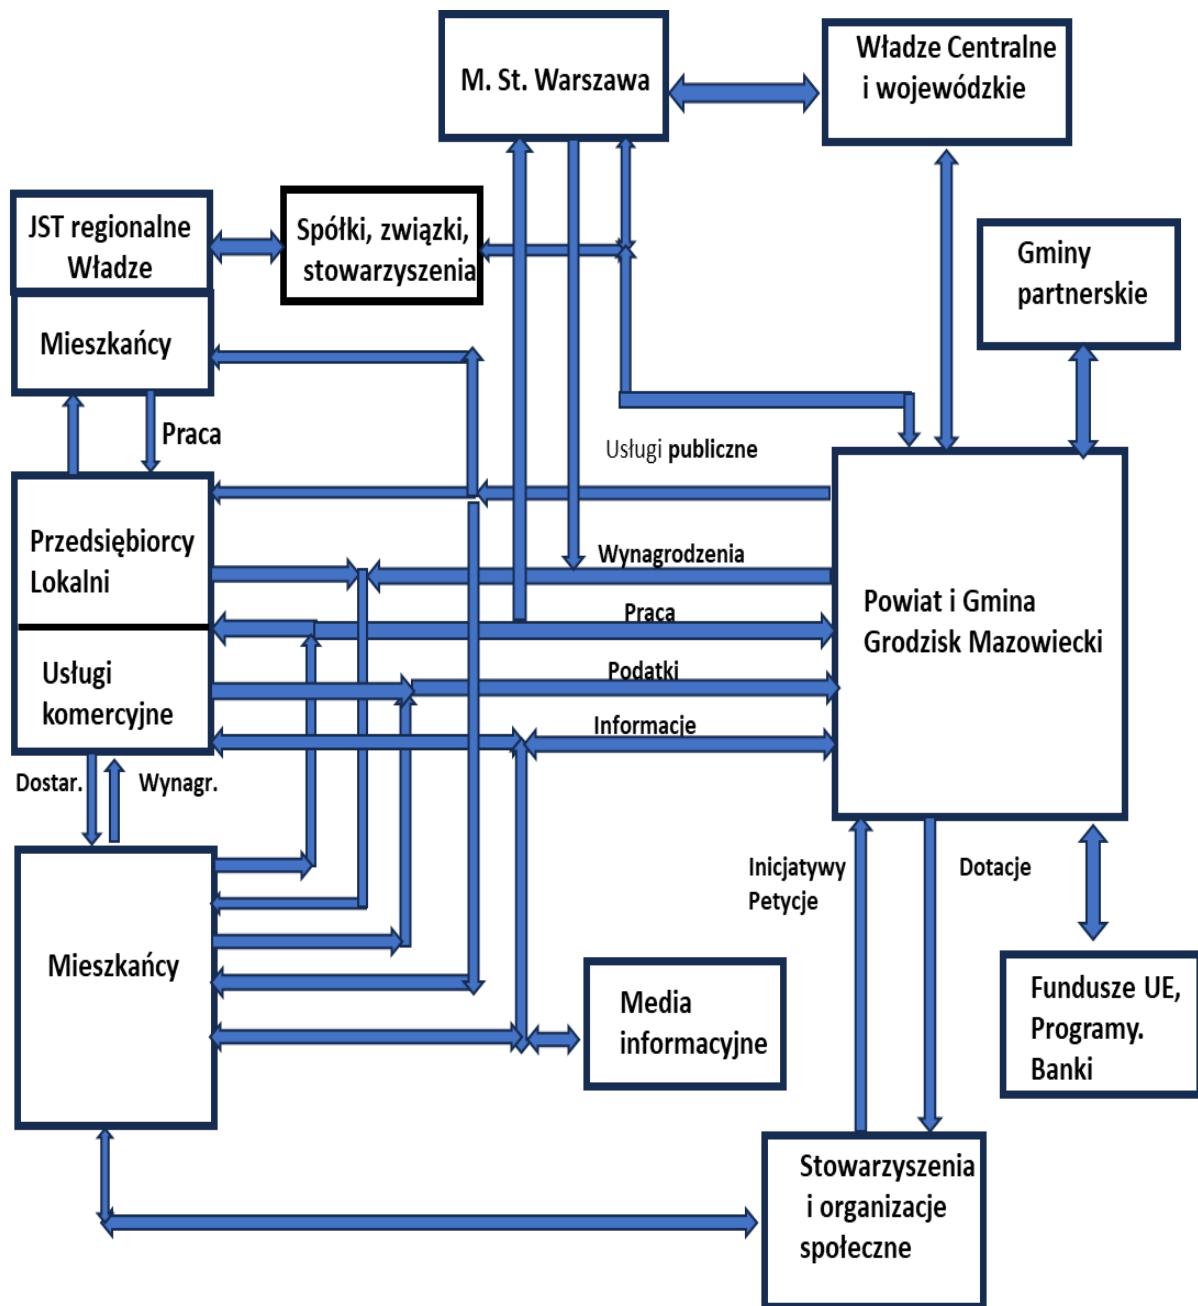 M. St. Warszawa
Władze Centralne
i wojewódzkie
JST regionalne
Władze
Spółki, związki,
stowarzyszenia
Gminy
partnerskie
Mieszkańcy
Praca
Usługi publiczne
Przedsiębiorcy
Lokalni
Wynagrodzenia
Powiat i Gmina
Grodzisk Mazowiecki
Praca
Usługi
komercyjne
Podatki
Informacje
Dostar.
Wynagr.
Inicjatywy
Petycje
Dotacje
Mieszkańcy
Media
informacyjne
Fundusze UE,
Programy.
Banki
Stowarzyszenia
i organizacje
społeczne